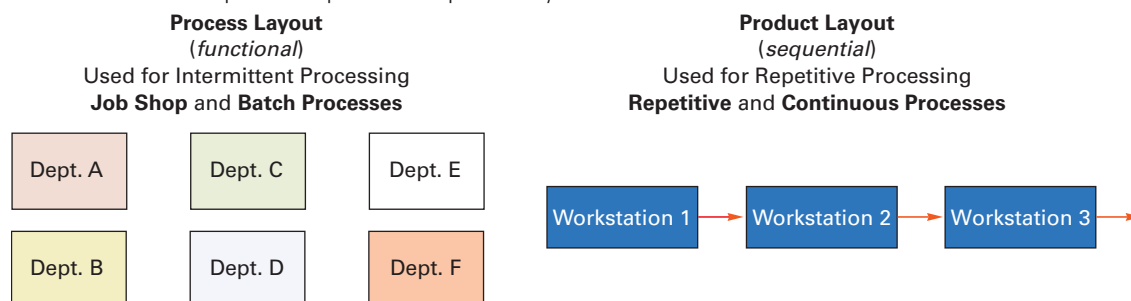 Process Layout
(functional)
Used for Intermittent Processing
Job Shop and Batch Processes
Dept. A
Dept. C
Dept. E
Dept. B
Dept. D
Dept. F
Product Layout
(sequential)
Used for Repetitive Processing
Repetitive and Continuous Processes
Workstation 1
Workstation 2
Workstation 3